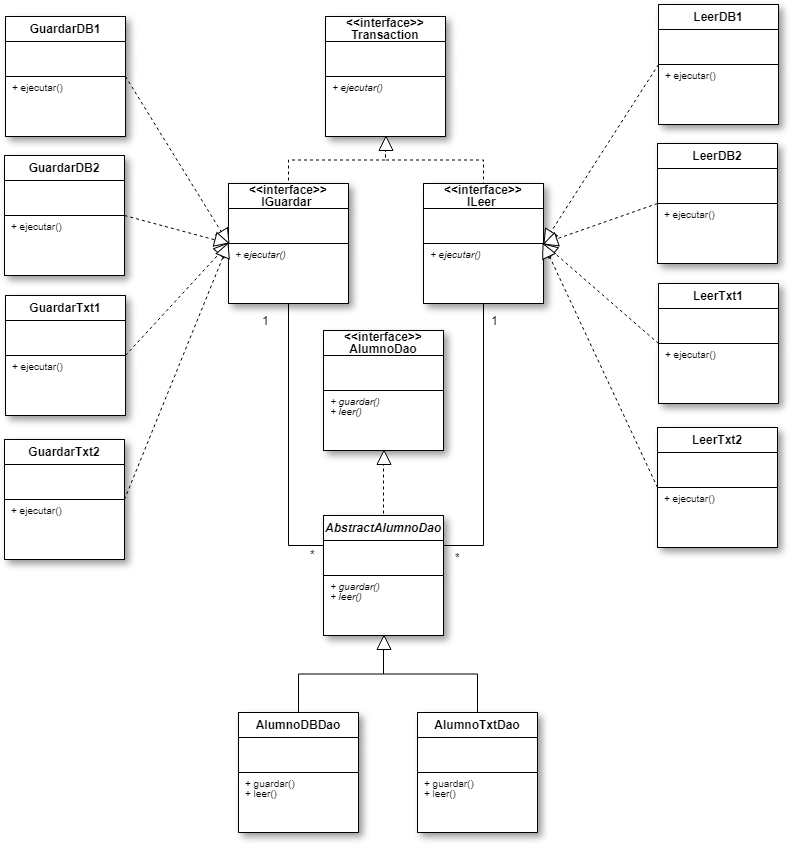 GuardarDB1
+ ejecutar()
<<interface>>
Transaction
+ ejecutar()
LeerDB1
+ ejecutar()
GuardarDB2
+ ejecutar()
<<interface>>
IGuardar
+ ejecutar()
<<interface>>
ILeer
+ ejecutar()
LeerDB2
+ ejecutar()
GuardarTxt1
+ ejecutar()
1
1
<<interface>>
AlumnoDao
+ guardar()
+ leer()
LeerTxt1
+ ejecutar()
GuardarTxt2
+ ejecutar()
LeerTxt2
+ ejecutar()
*
*
AbstractAlumnoDao
+ guardar()
+ leer()
AlumnoDBDao
+ guardar()
+ leer()
AlumnoTxtDao
+ guardar()
+ leer()